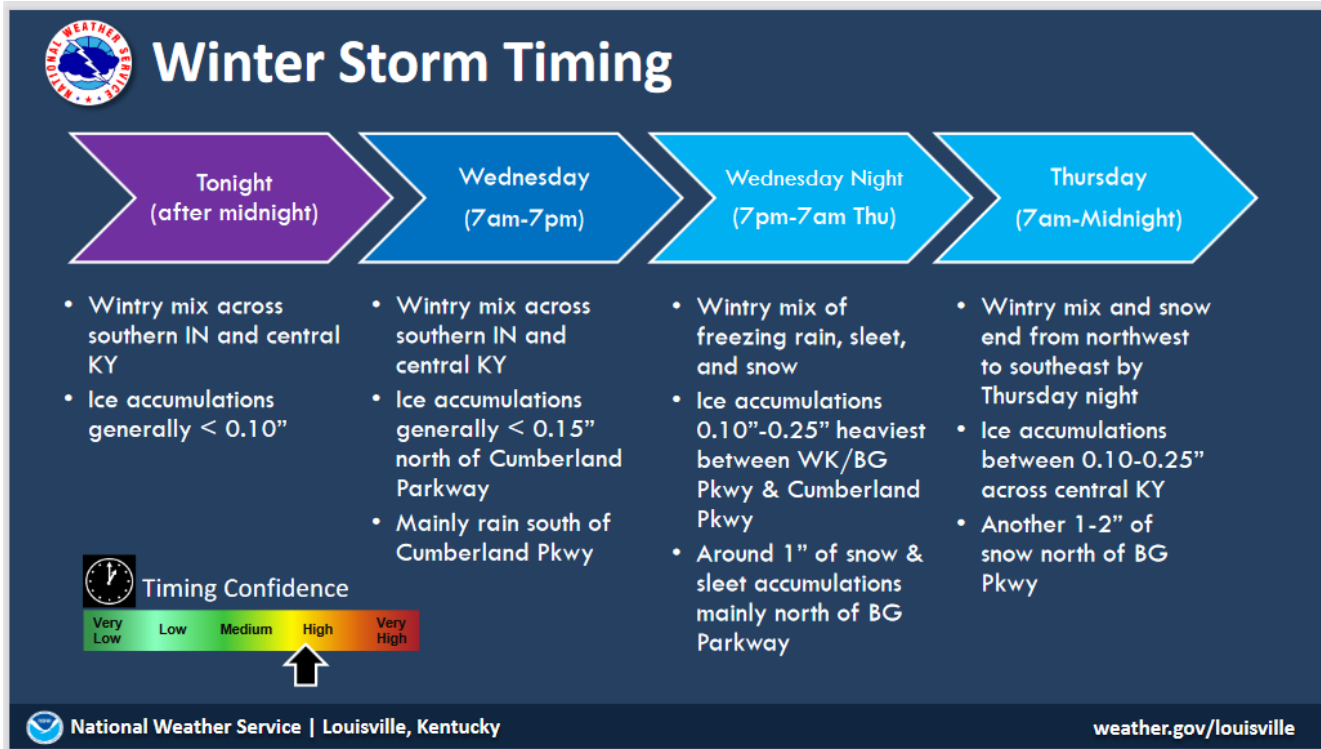 NATIONAL WEATHER SERVICE
Winter Storm Timing
Tonight
(after midnight)
Wednesday
(7am-7pm)
Wednesday Night
(7pm-7am Thu)
Thursday
(7am-Midnight)
• Wintry mix across
southern IN and central
KY
• Ice accumulations
generally < 0.10”
• Wintry mix across
southern IN and
central KY
• Ice accumulations
generally < 0.15”
north of Cumberland
Parkway
• Mainly rain south of
Cumberland Pkwy
• Wintry mix of
freezing rain, sleet,
and snow
• Ice accumulations
0.10”-0.25” heaviest
between WK/BG
Pkwy & Cumberland
Pkwy
• Around 1” of snow &
sleet accumulations
mainly north of BG
Parkway
• Wintry mix and snow
end from northwest
to southeast by
Thursday night
• Ice accumulations
between 0.10-0.25”
across central KY
• Another 1-2” of
snow north of BG
Pkwy
Timing Confidence
Very Low
Low
Medium
High
Very High
National Weather Service | Louisville, Kentucky
weather.gov/louisville